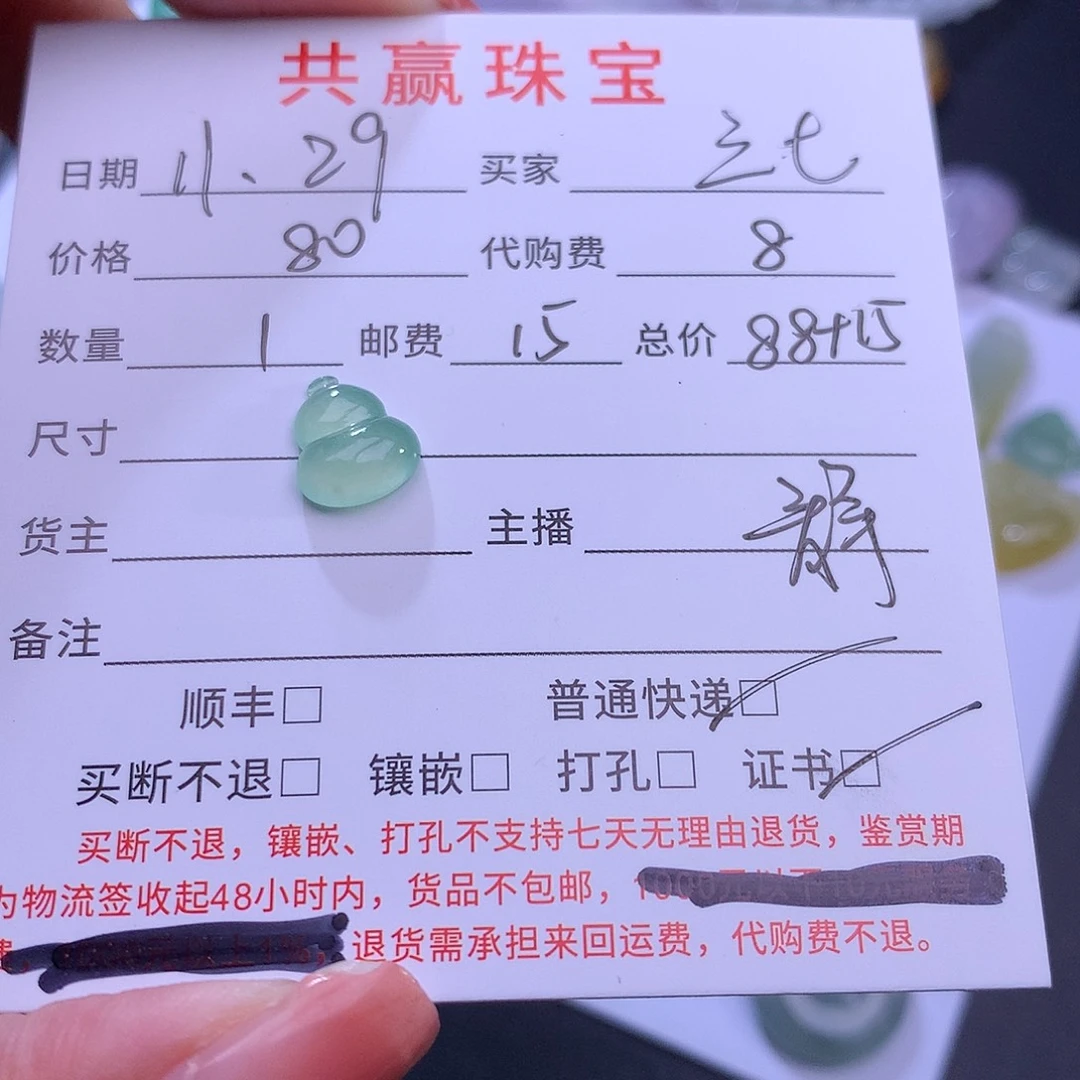 共赢珠宝
日期 11、29 买家 三七
价格 80 代购费 8
数量 1 邮费 15 总价 88+15
尺寸
货主 主播 静
备注
顺丰□ 普通快递□
买断不退□ 镶嵌□ 打孔□ 证书□
买断不退，镶嵌、打孔不支持七天无理由退货，鉴赏期
为物流签收起48小时内，货品不包邮，
退货需承担来回运费，代购费不退。